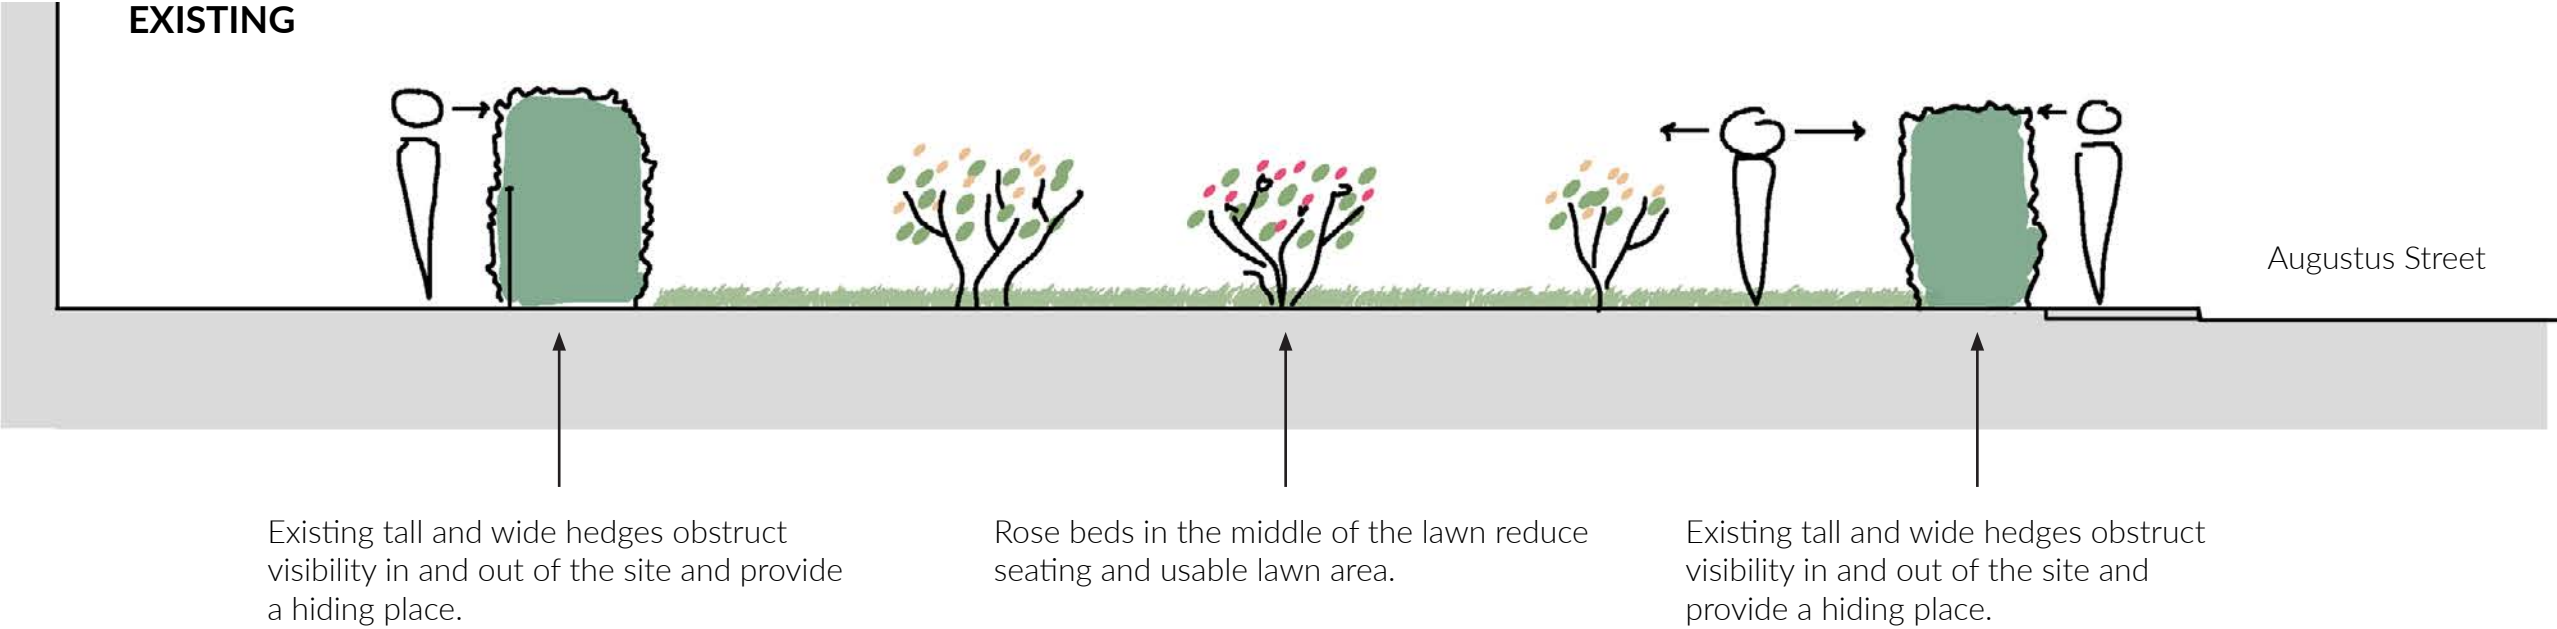 EXISTING
Augustus Street
Existing tall and wide hedges obstruct
visibility in and out of the site and provide
a hiding place.
Rose beds in the middle of the lawn reduce
seating and usable lawn area.
Existing tall and wide hedges obstruct
visibility in and out of the site and
provide a hiding place.